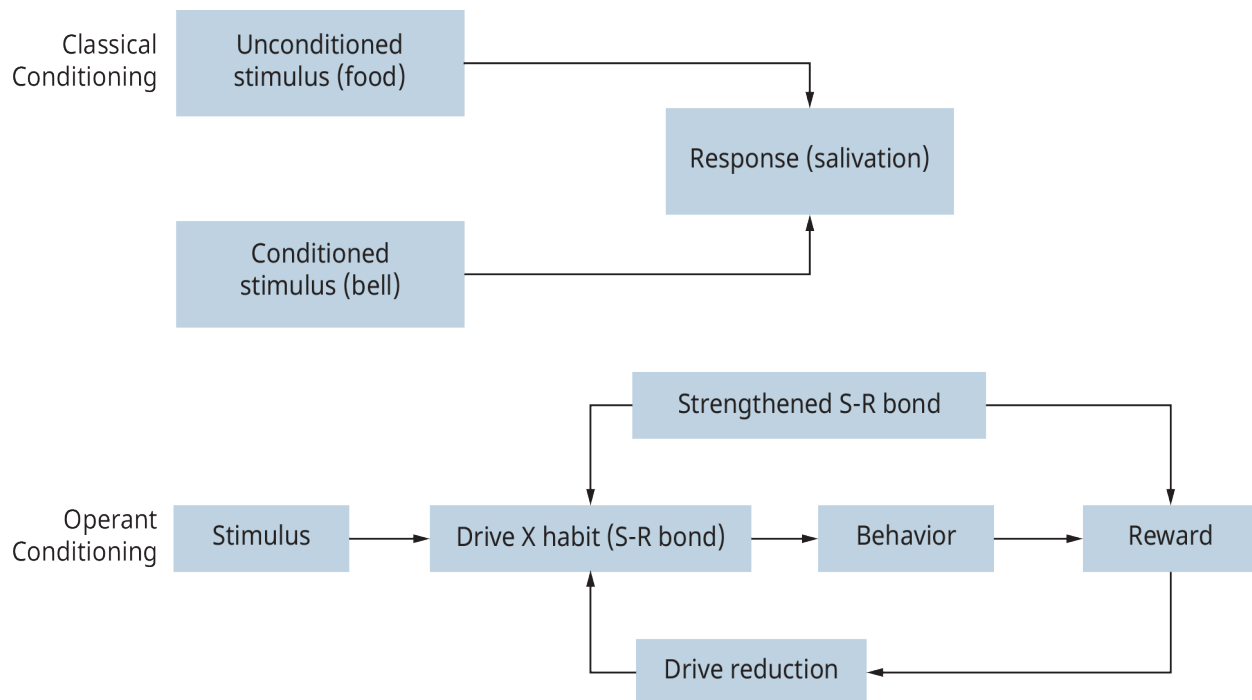 Classical
Conditioning
Unconditioned
stimulus (food)
Response (salivation)
Conditioned
stimulus (bell)
Strengthened S-R bond
Operant
Conditioning
Stimulus
Drive X habit (S-R bond)
Behavior
Reward
Drive reduction